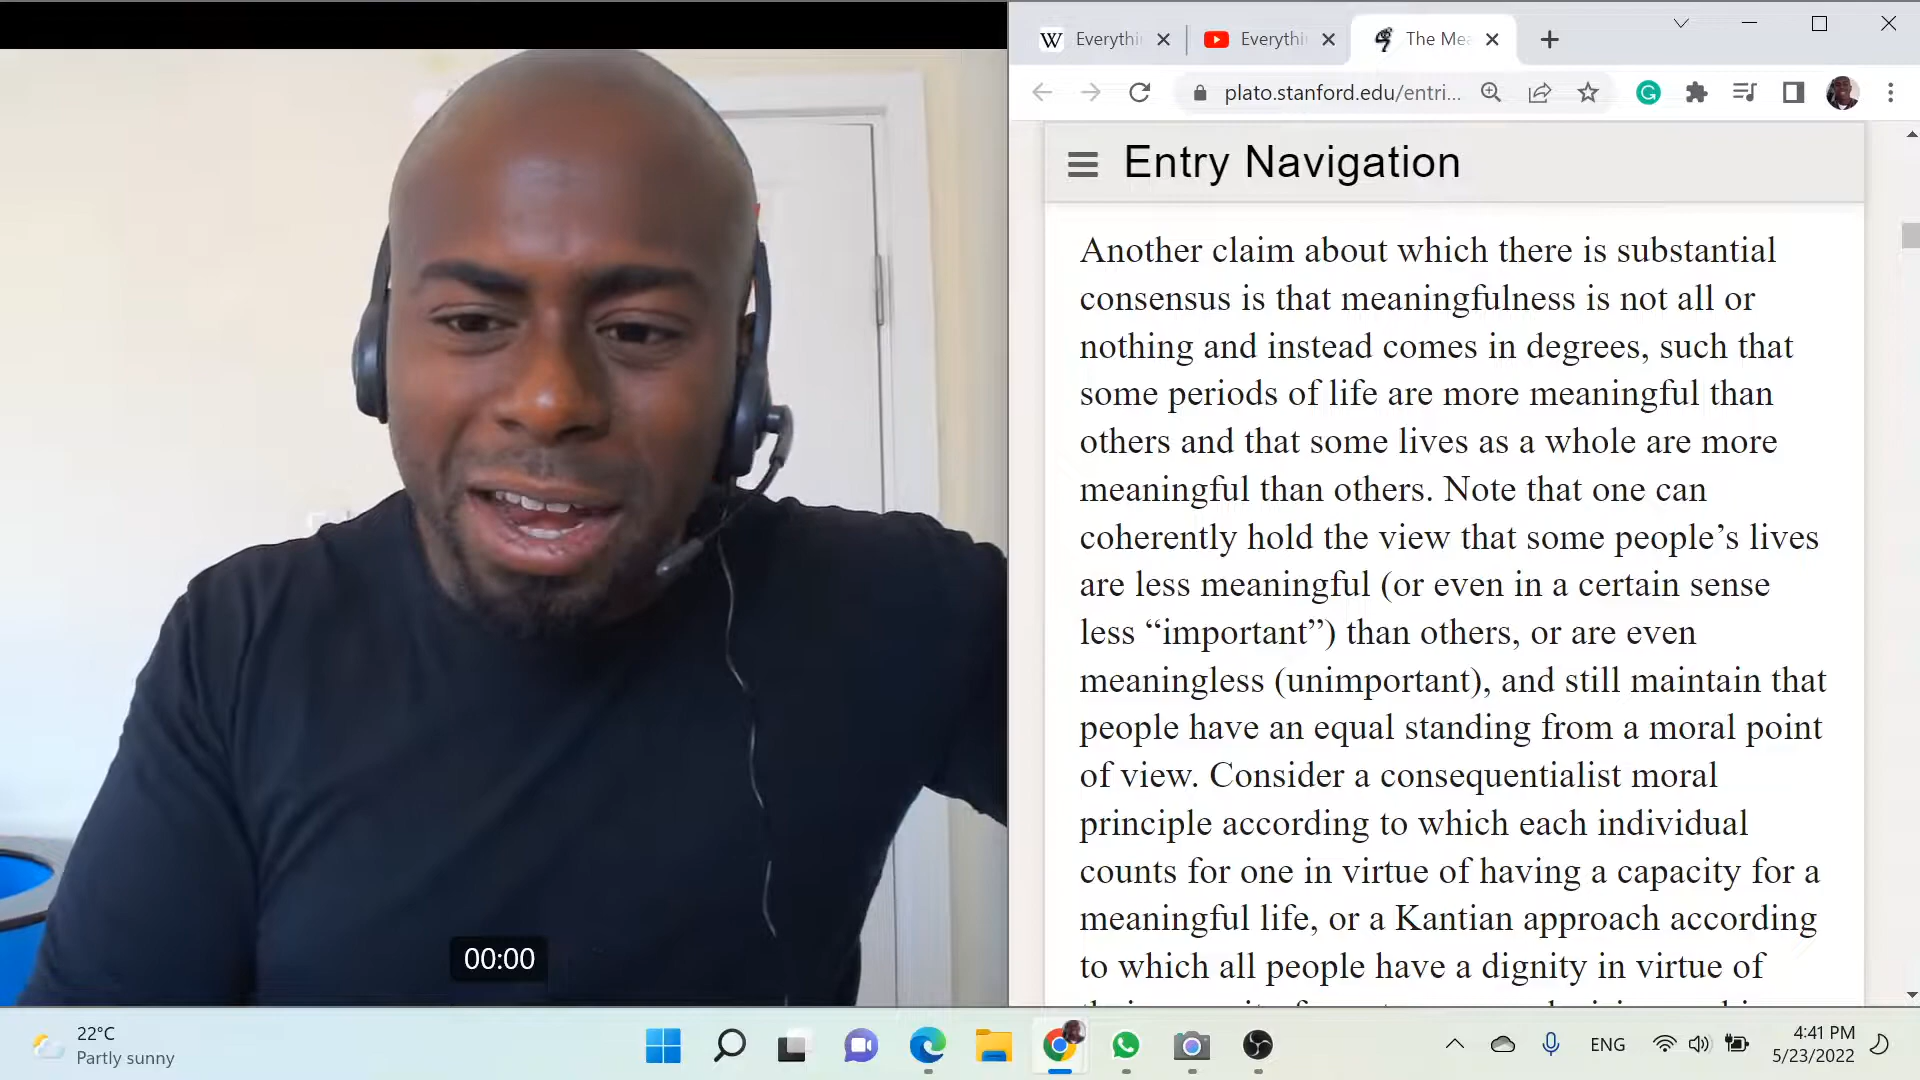 Everythi
Everythi
The Mea
plato.stanford.edu/entri...
Entry Navigation
Another claim about which there is substantial
consensus is that meaningfulness is not all or
nothing and instead comes in degrees, such that
some periods of life are more meaningful than
others and that some lives as a whole are more
meaningful than others. Note that one can
coherently hold the view that some people’s lives
are less meaningful (or even in a certain sense
less “important”) than others, or are even
meaningless (unimportant), and still maintain that
people have an equal standing from a moral point
of view. Consider a consequentialist moral
principle according to which each individual
counts for one in virtue of having a capacity for a
meaningful life, or a Kantian approach according
to which all people have a dignity in virtue of
00:00
22°C
Partly sunny
ENG
4:41 PM
5/23/2022